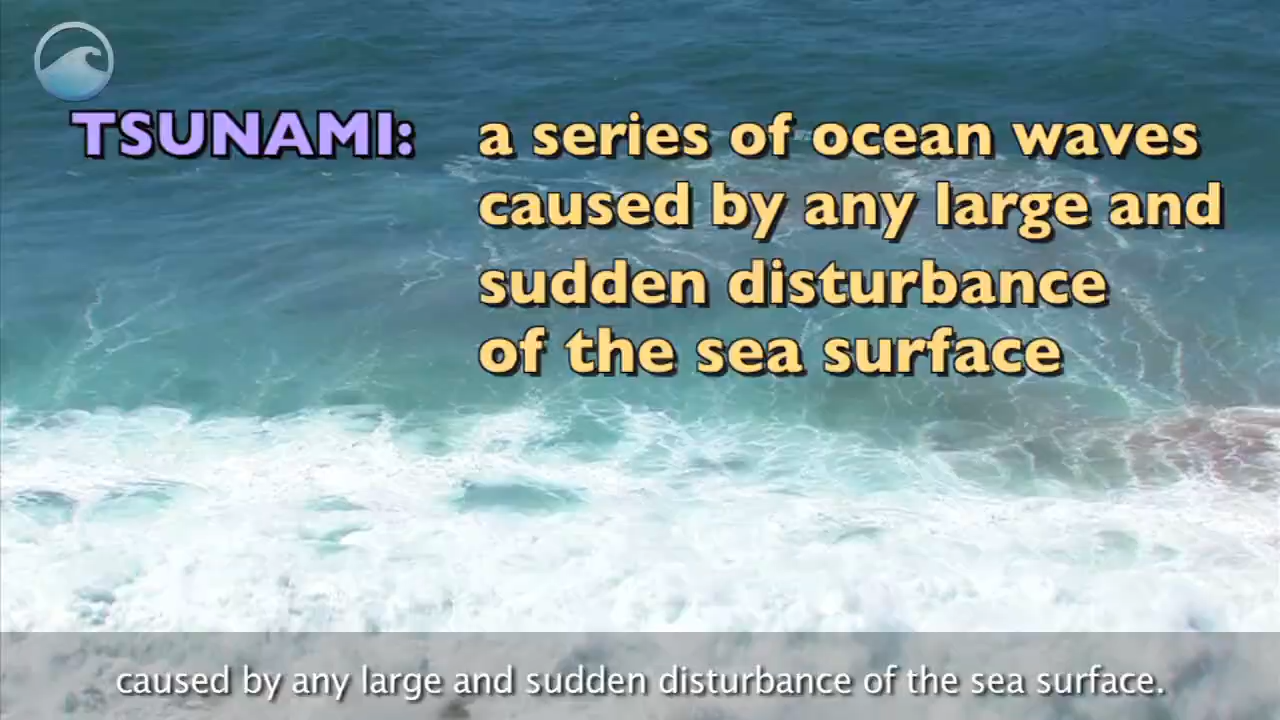 TSUNAMI: a series of ocean waves
caused by any large and
sudden disturbance
of the sea surface
caused by any large and sudden disturbance of the sea surface.